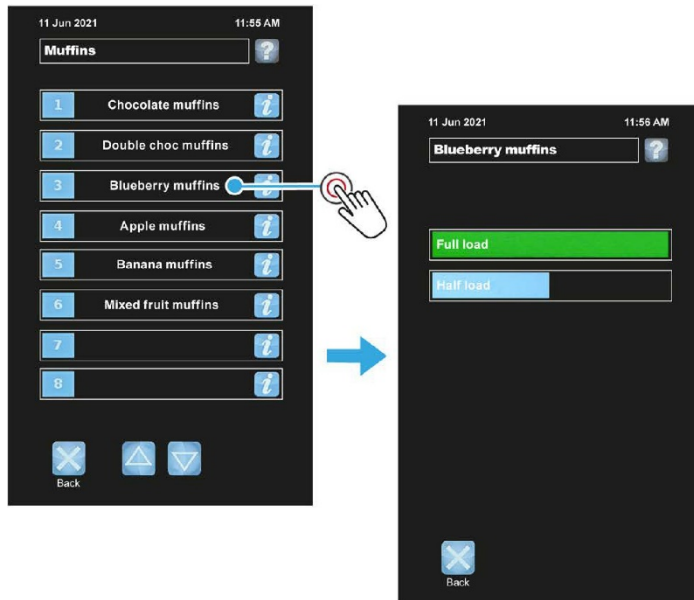 11 Jun 2021 11:55 AM
Muffins ?
1 Chocolate muffins i
2 Double choc muffins i
3 Blueberry muffins i
4 Apple muffins i
5 Banana muffins i
6 Mixed fruit muffins i
7 i
8 i
Back
11 Jun 2021 11:56 AM
Blueberry muffins ?
Full load
Half load
Back